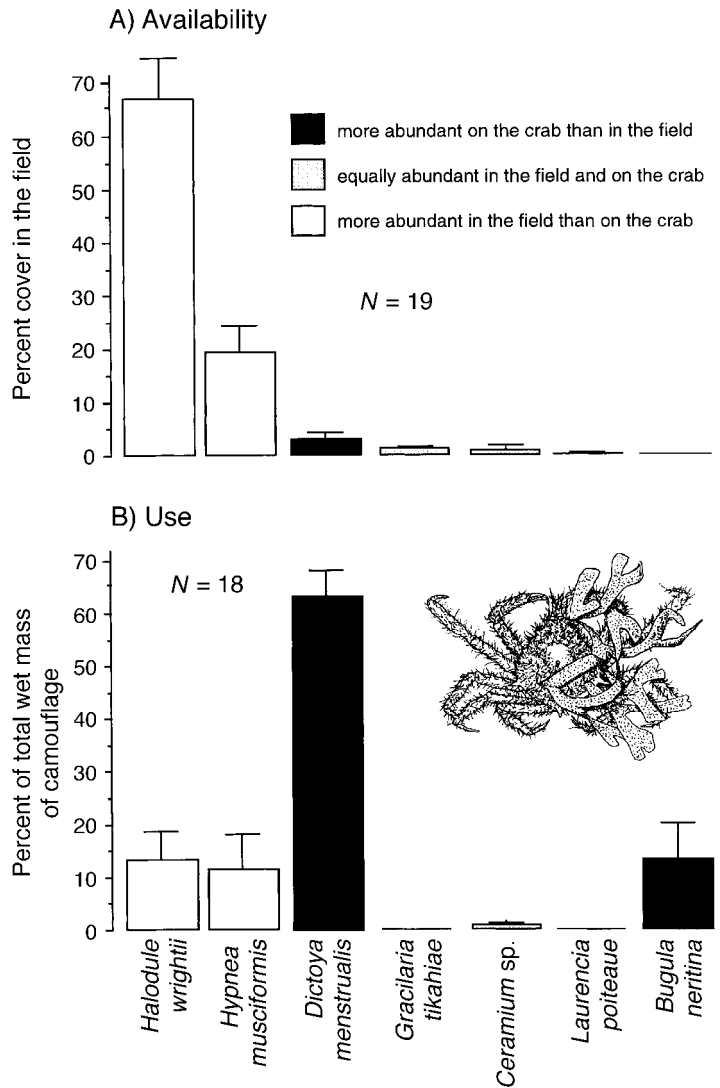 A) Availability
Percent cover in the field
70
60
50
40
30
20
10
0
more abundant on the crab than in the field
equally abundant in the field and on the crab
more abundant in the field than on the crab
N = 19
B) Use
Percent of total wet mass
of camouflage
70
60
50
40
30
20
10
0
N = 18
Halodule
wrightii
Hypnea
musciformis
Dictoya
menstrualis
Gracilaria
tikahiae
Ceramium sp.
Laurencia
poiteaue
Bugula
neritina